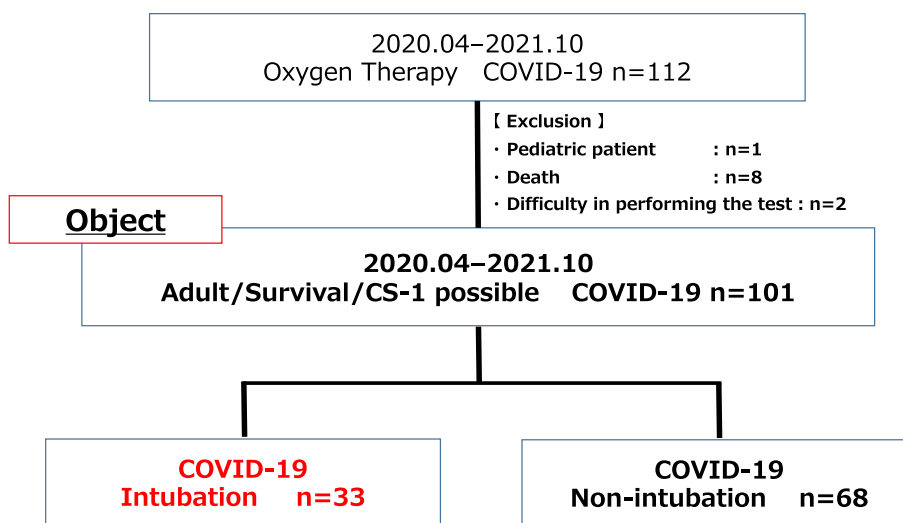 2020.04–2021.10
Oxygen Therapy COVID-19 n=112
【 Exclusion 】
・Pediatric patient : n=1
・Death : n=8
・Difficulty in performing the test : n=2
Object
2020.04–2021.10
Adult/Survival/CS-1 possible COVID-19 n=101
COVID-19
Intubation n=33
COVID-19
Non-intubation n=68